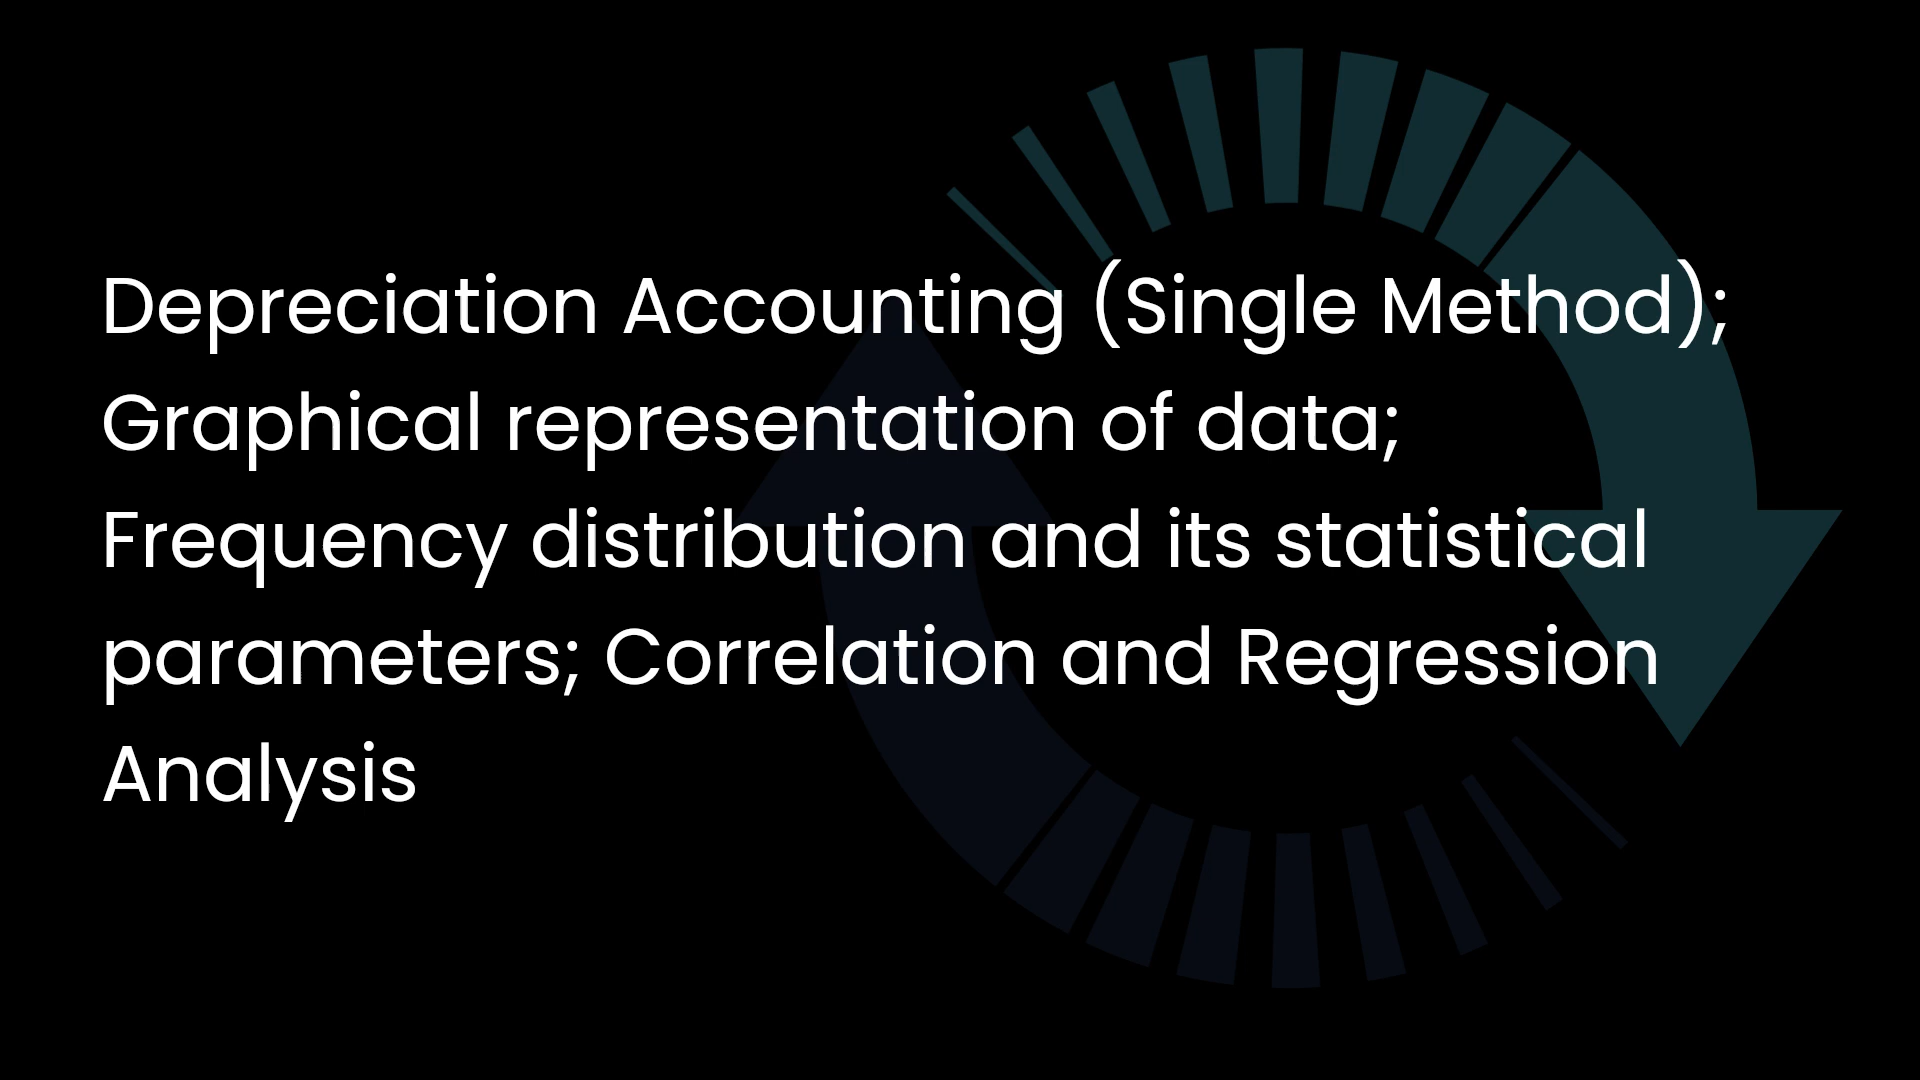 Depreciation Accounting (Single Method);
Graphical representation of data;
Frequency distribution and its statistical
parameters; Correlation and Regression
Analysis